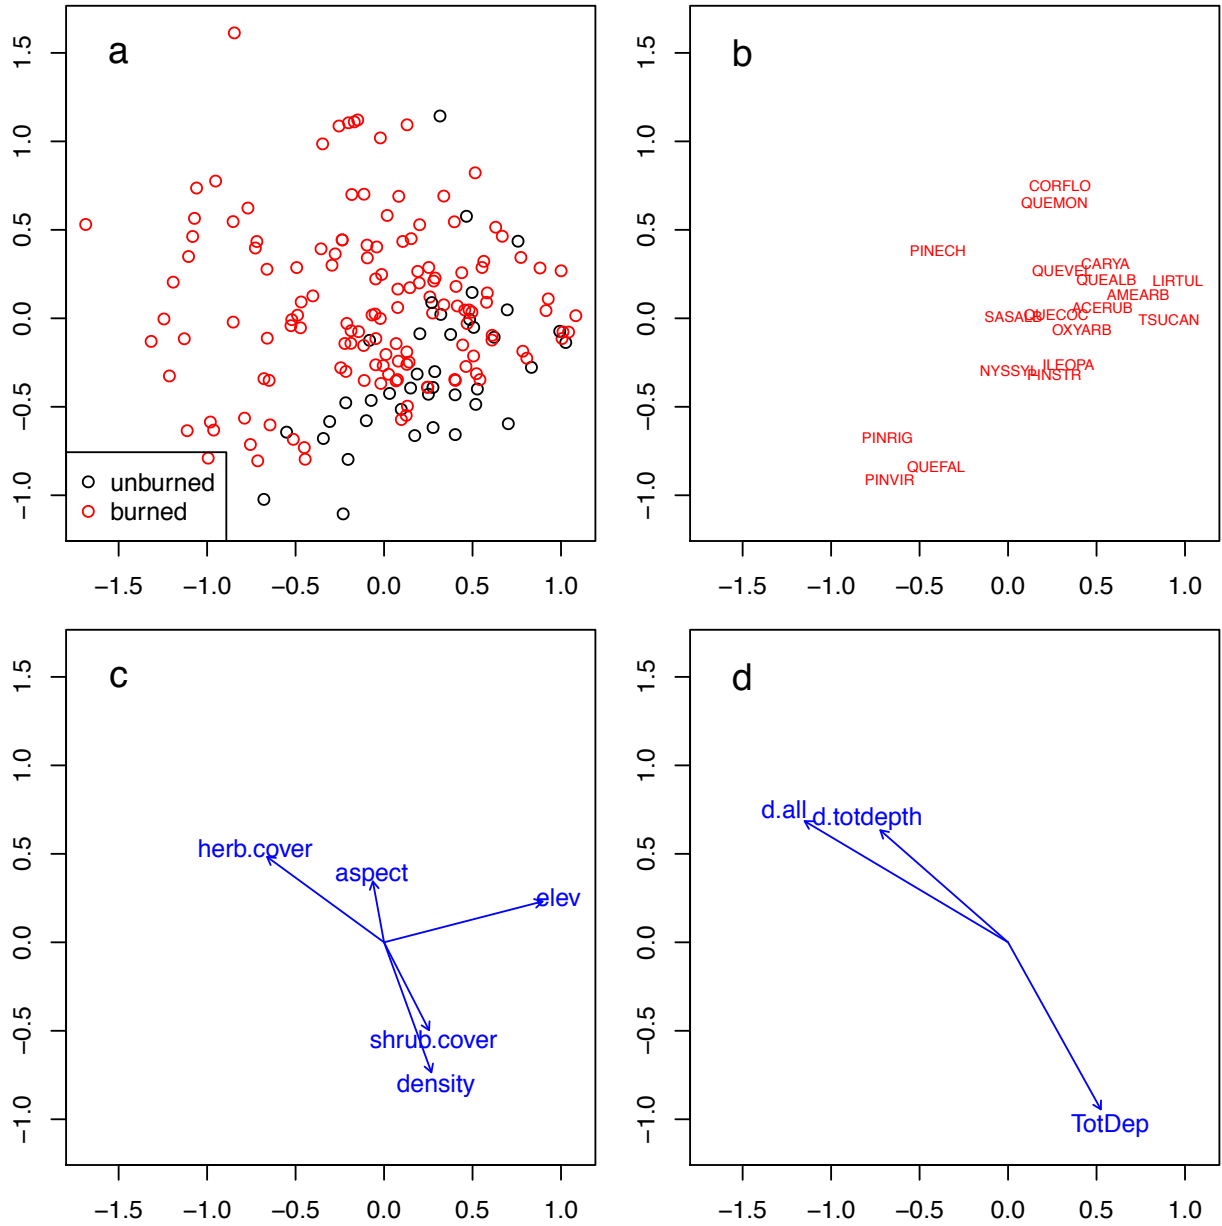 a
1.5
1.0
0.5
0.0
−0.5
−1.0
unburned
burned
−1.5 −1.0 −0.5 0.0 0.5 1.0
b
1.5
1.0
0.5
0.0
−0.5
−1.0
CORFLO
QUEMON
PINECH
CARYA
QUEVEL
QUEALB LIRTUL
AMEARB
ACERUB
SASALB QUECOC TSUCAN
OXYARB
ILEOPA
NYSSYL PINSTR
PINRIG
QUEFAL
PINVIR
−1.5 −1.0 −0.5 0.0 0.5 1.0
c
1.5
1.0
0.5
0.0
−0.5
−1.0
herb.cover
aspect
elev
shrub.cover
density
−1.5 −1.0 −0.5 0.0 0.5 1.0
d
1.5
1.0
0.5
0.0
−0.5
−1.0
d.all d.totdepth
TotDep
−1.5 −1.0 −0.5 0.0 0.5 1.0